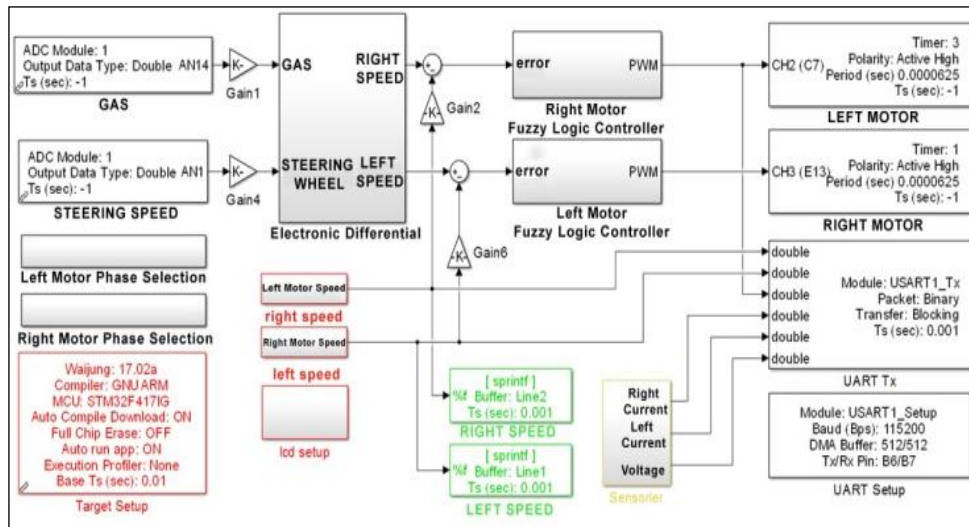 ADC Module: 1
Output Data Type: Double AN14
Ts (sec): -1
GAS
K-
Gain1
GAS
RIGHT SPEED
STEERING WHEEL
LEFT SPEED
Electronic Differential
-K-
Gain2
error
PWM
Right Motor
Fuzzy Logic Controller
Timer: 3
CH2 (C7)
Polarity: Active High
Period (sec) 0.0000625
Ts (sec): -1
LEFT MOTOR
ADC Module: 1
Output Data Type: Double AN1
Ts (sec): -1
STEERING SPEED
K-
Gain4
error
PWM
Left Motor
Fuzzy Logic Controller
Timer: 1
CH3 (E13)
Polarity: Active High
Period (sec) 0.0000625
Ts (sec): -1
RIGHT MOTOR
-K-
Gain6
Left Motor Phase Selection
Right Motor Phase Selection
Left Motor Speed
right speed
Right Motor Speed
left speed
lcd setup
double
double
double
double
double
double
Module: USART1_Tx
Packet: Binary
Transfer: Blocking
Ts (sec): 0.001
UART Tx
Waijung: 17.02a
Compiler: GNU ARM
MCU: STM32F417IG
Auto Compile Download: ON
Full Chip Erase: OFF
Auto run app: ON
Execution Profiler: None
Base Ts (sec): 0.01
Target Setup
[ sprintf ]
%f Buffer: Line2
Ts (sec): 0.001
RIGHT SPEED
[ sprintf ]
%f Buffer: Line1
Ts (sec): 0.001
LEFT SPEED
Right Current
Left Current
Voltage
Sensorler
Module: USART1_Setup
Baud (Bps): 115200
DMA Buffer: 512/512
Tx/Rx Pin: B6/B7
UART Setup